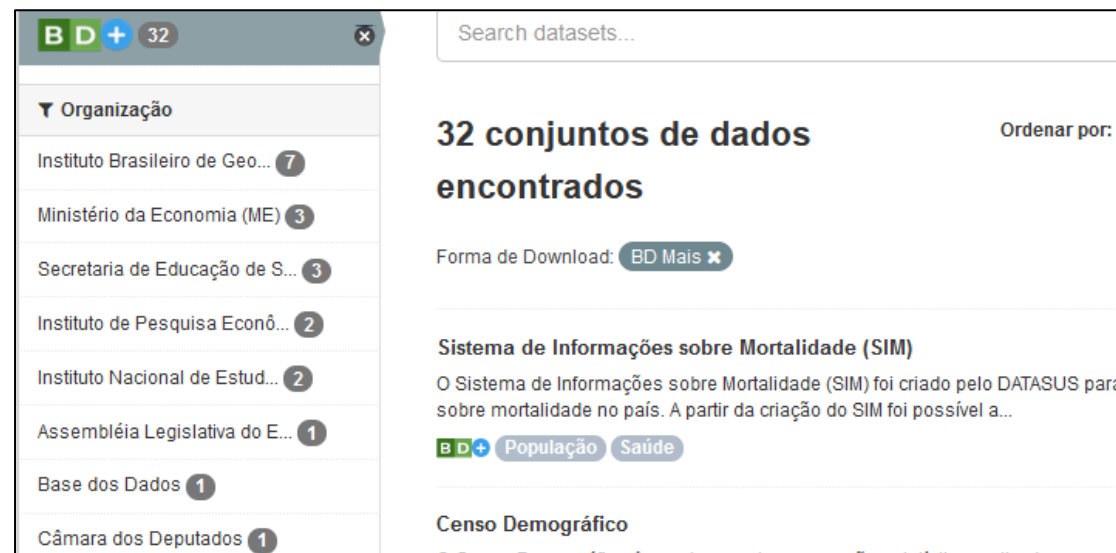 BD+ 32
Organização
Instituto Brasileiro de Geo... 7
Ministério da Economia (ME) 3
Secretaria de Educação de S... 3
Instituto de Pesquisa Econô... 2
Instituto Nacional de Estud... 2
Assembléia Legislativa do E... 1
Base dos Dados 1
Câmara dos Deputados 1
Search datasets...
32 conjuntos de dados
encontrados
Ordenar por:
Forma de Download: BD Mais ✖
Sistema de Informações sobre Mortalidade (SIM)
O Sistema de Informações sobre Mortalidade (SIM) foi criado pelo DATASUS para
sobre mortalidade no país. A partir da criação do SIM foi possível a...
BD+ População Saúde
Censo Demográfico